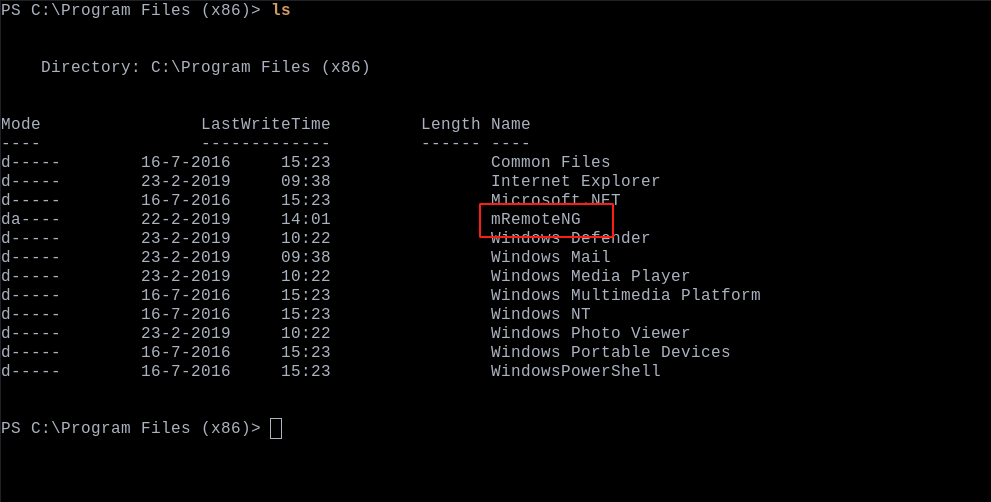 PS C:\Program Files (x86)> ls
Directory: C:\Program Files (x86)
Mode                LastWriteTime         Length Name
----                -------------         ------ ----
d-----        16-7-2016     15:23                Common Files
d-----        23-2-2019     09:38                Internet Explorer
d-----        16-7-2016     15:23                Microsoft.NET
da----        22-2-2019     14:01                mRemoteNG
d-----        23-2-2019     10:22                Windows Defender
d-----        23-2-2019     09:38                Windows Mail
d-----        23-2-2019     10:22                Windows Media Player
d-----        16-7-2016     15:23                Windows Multimedia Platform
d-----        16-7-2016     15:23                Windows NT
d-----        23-2-2019     10:22                Windows Photo Viewer
d-----        16-7-2016     15:23                Windows Portable Devices
d-----        16-7-2016     15:23                WindowsPowerShell
PS C:\Program Files (x86)>